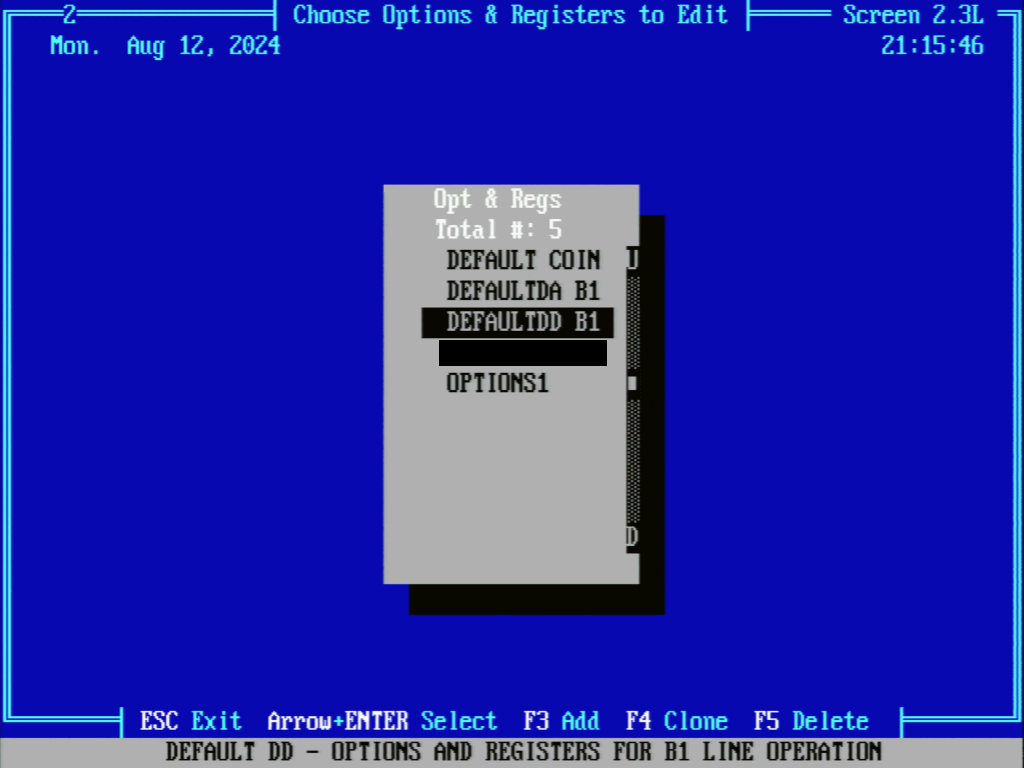 2 Choose Options & Registers to Edit Screen 2.3L
Mon. Aug 12, 2024 21:15:46
Opt & Regs
Total #: 5
DEFAULT COIN U
DEFAULTDA B1
DEFAULTDD B1
OPTIONS1
D
ESC Exit Arrow+ENTER Select F3 Add F4 Clone F5 Delete
DEFAULT DD - OPTIONS AND REGISTERS FOR B1 LINE OPERATION